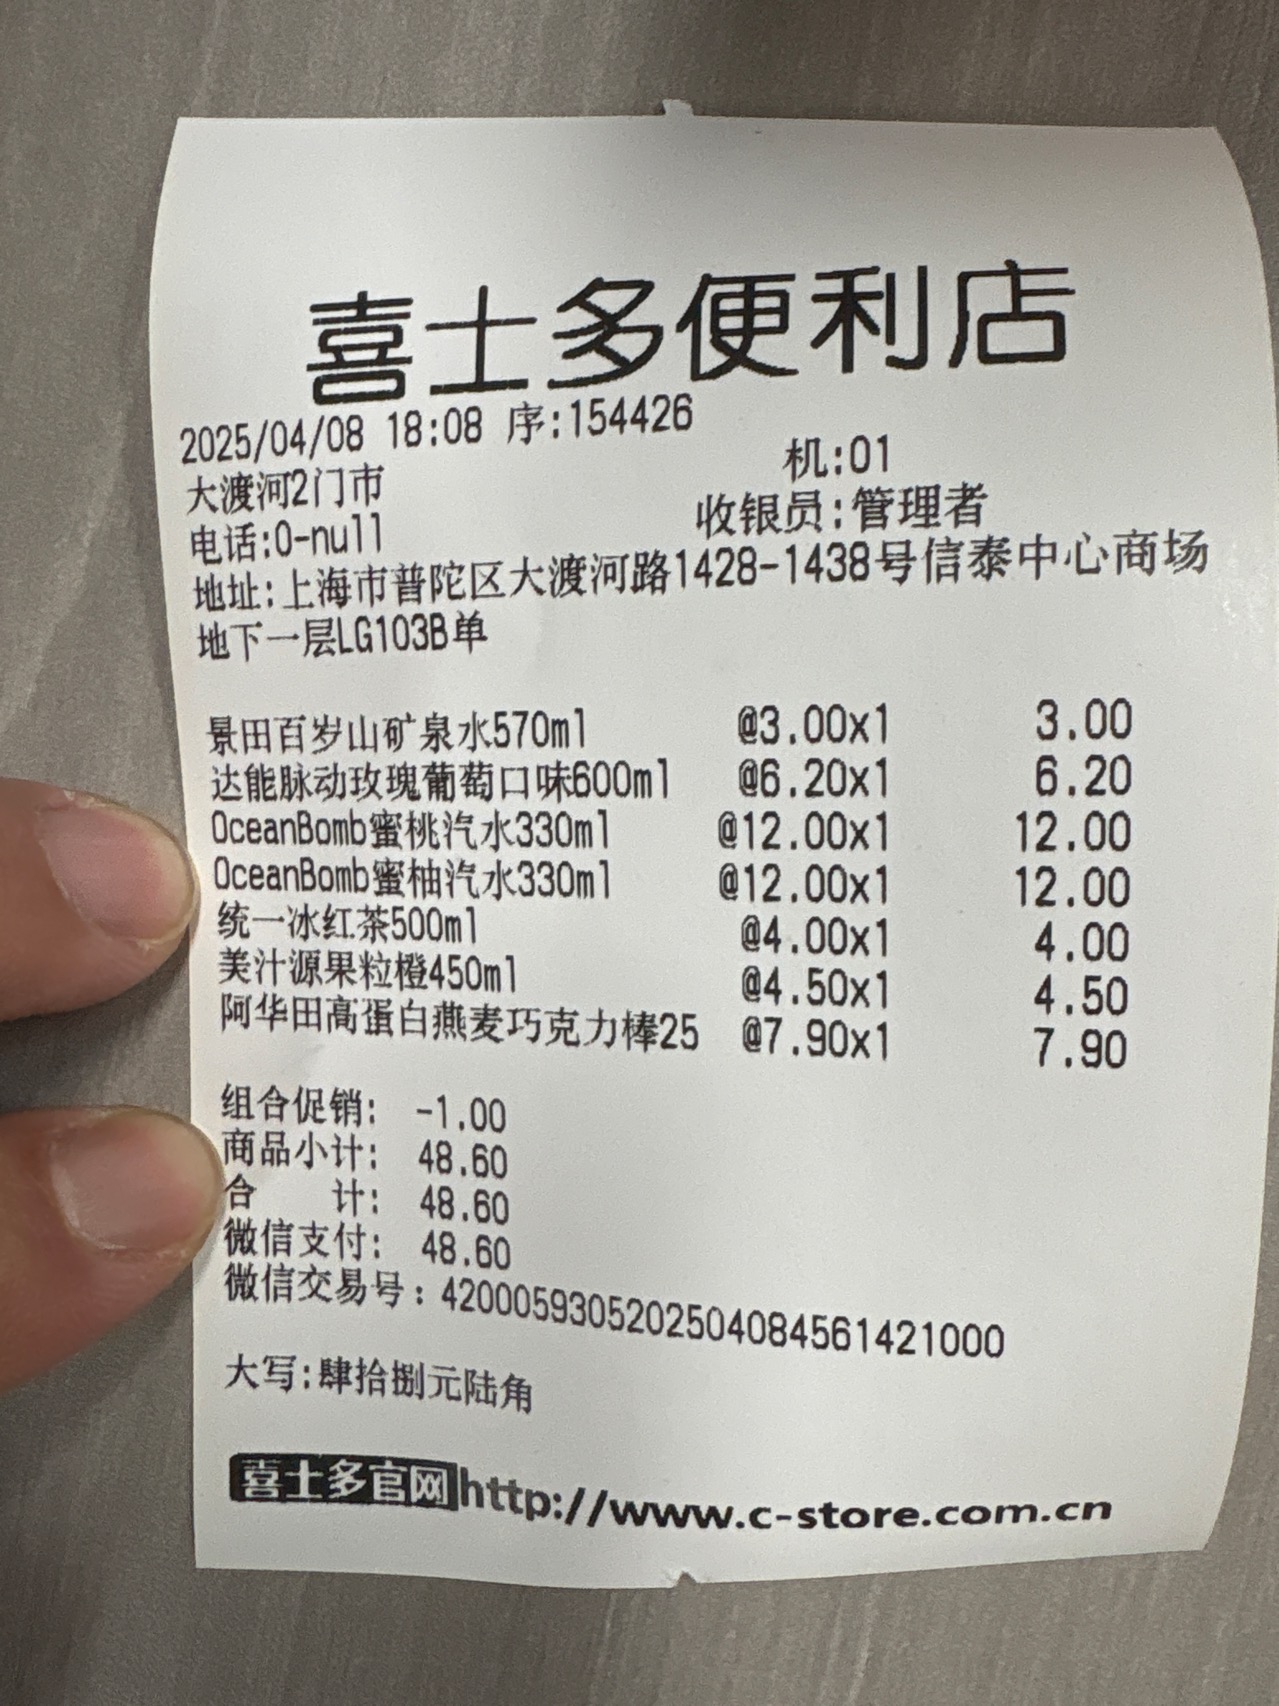 喜士多便利店
2025/04/08 18:08 序:154426
机:01
大渡河2门市
收银员:管理者
电话:0-null
地址:上海市普陀区大渡河路1428-1438号信泰中心商场
地下一层LG103B单
景田百岁山矿泉水570ml @3.00x1 3.00
达能脉动玫瑰葡萄口味600ml @6.20x1 6.20
OceanBomb蜜桃汽水330ml @12.00x1 12.00
OceanBomb蜜柚汽水330ml @12.00x1 12.00
统一冰红茶500ml @4.00x1 4.00
美汁源果粒橙450ml @4.50x1 4.50
阿华田高蛋白燕麦巧克力棒25 @7.90x1 7.90
组合促销: -1.00
商品小计: 48.60
合 计: 48.60
微信支付: 48.60
微信交易号: 4200059305202504084561421000
大写:肆拾捌元陆角
喜士多官网http://www.c-store.com.cn